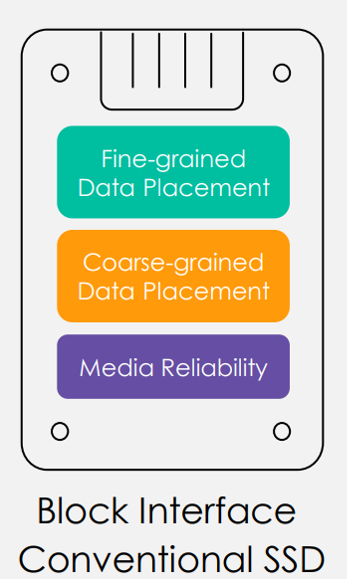 Fine-grained
Data Placement
Coarse-grained
Data Placement
Media Reliability
Block Interface
Conventional SSD